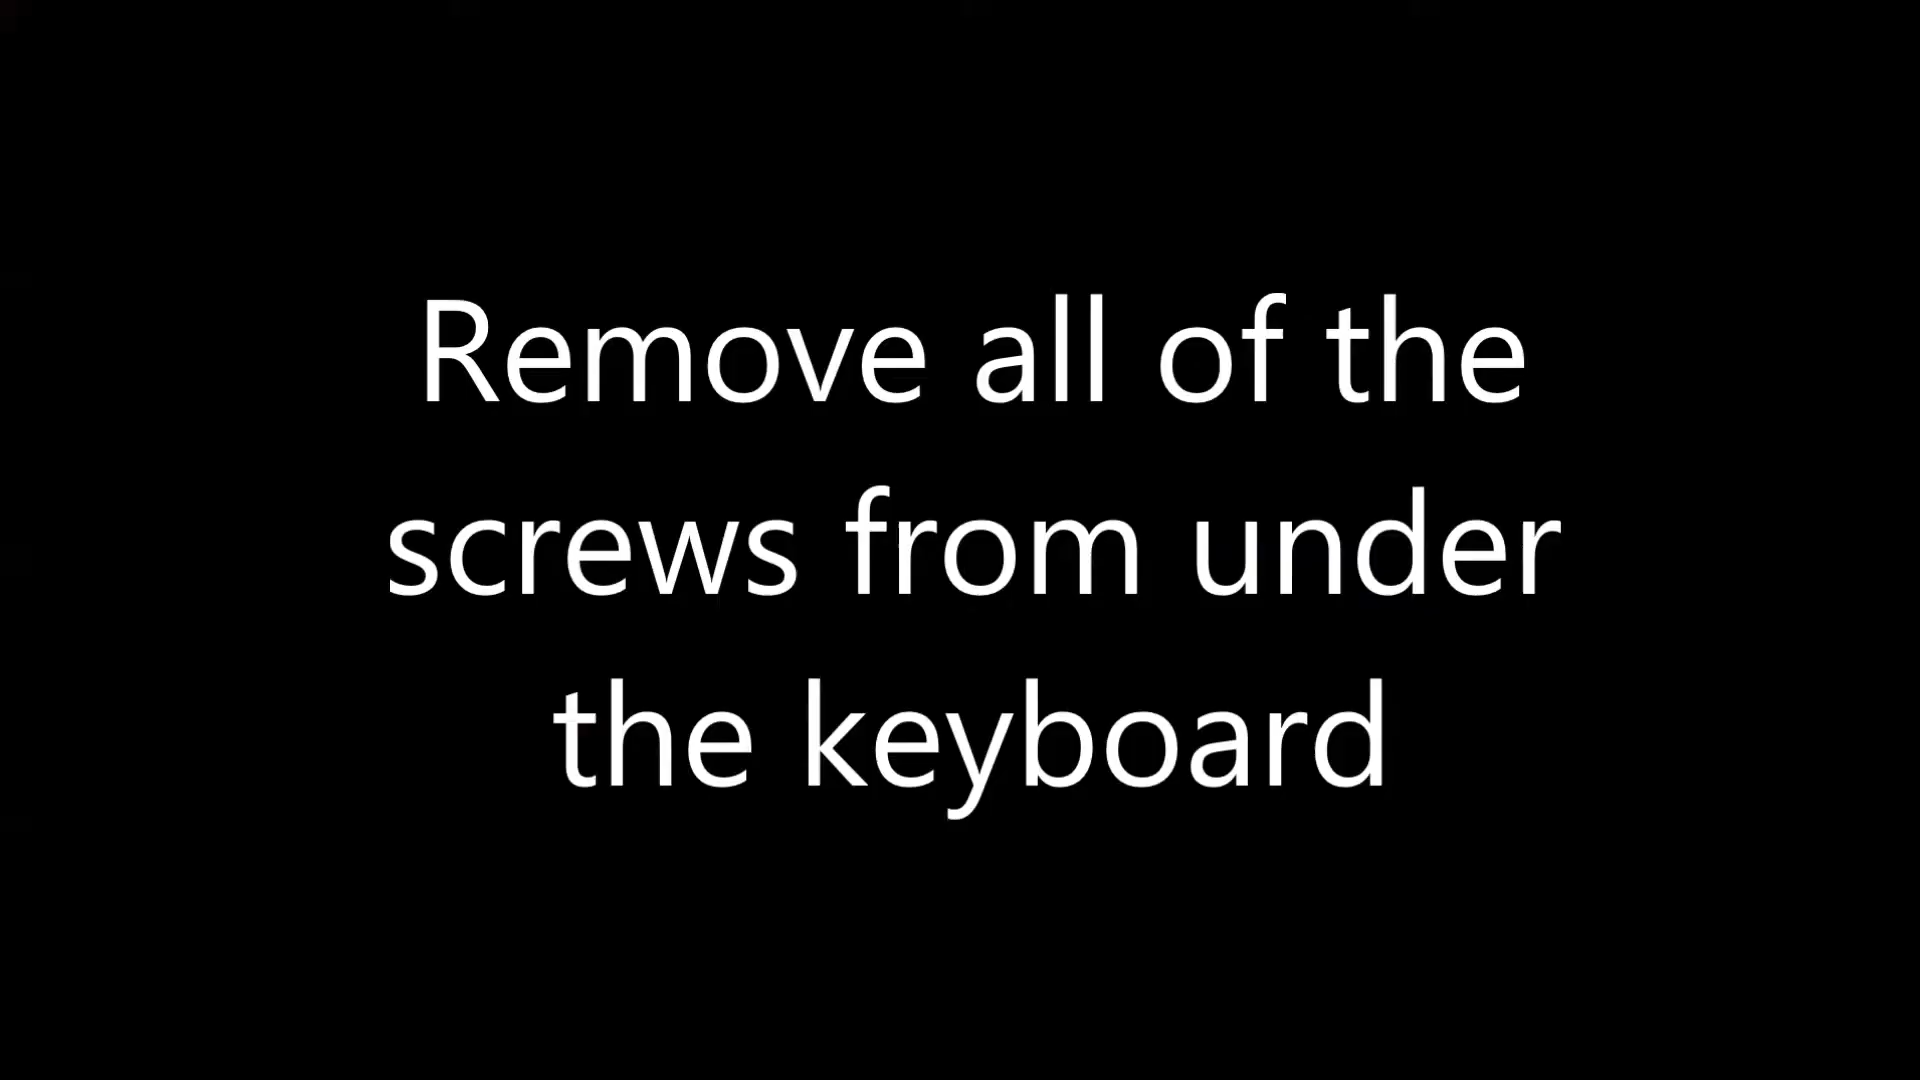 Remove all of the
screws from under
the keyboard